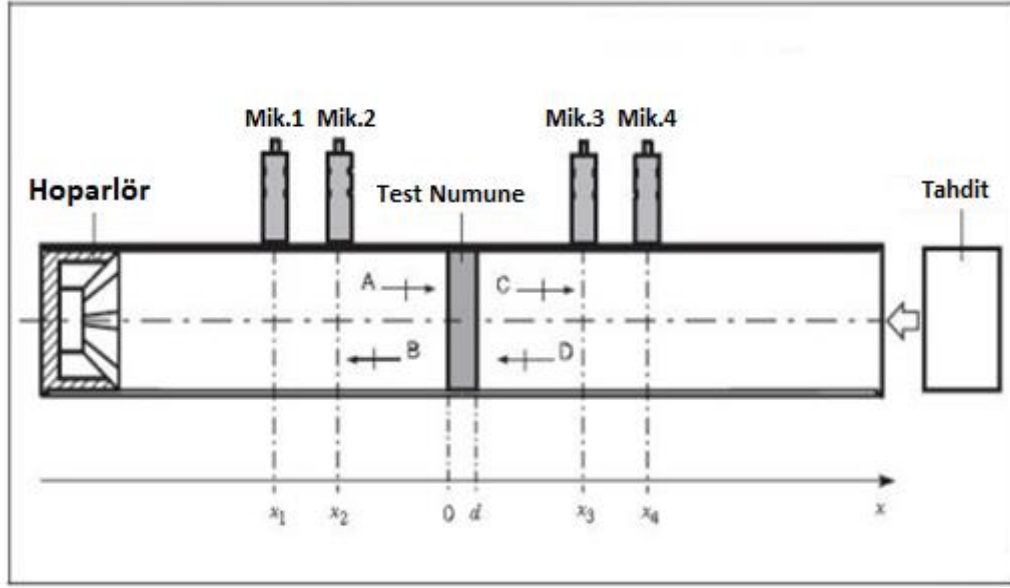 Mik.1 Mik.2 Mik.3 Mik.4
Hoparlör Test Numune Tahdit
A C
B D
x₁ x₂ 0 d x₃ x₄ x